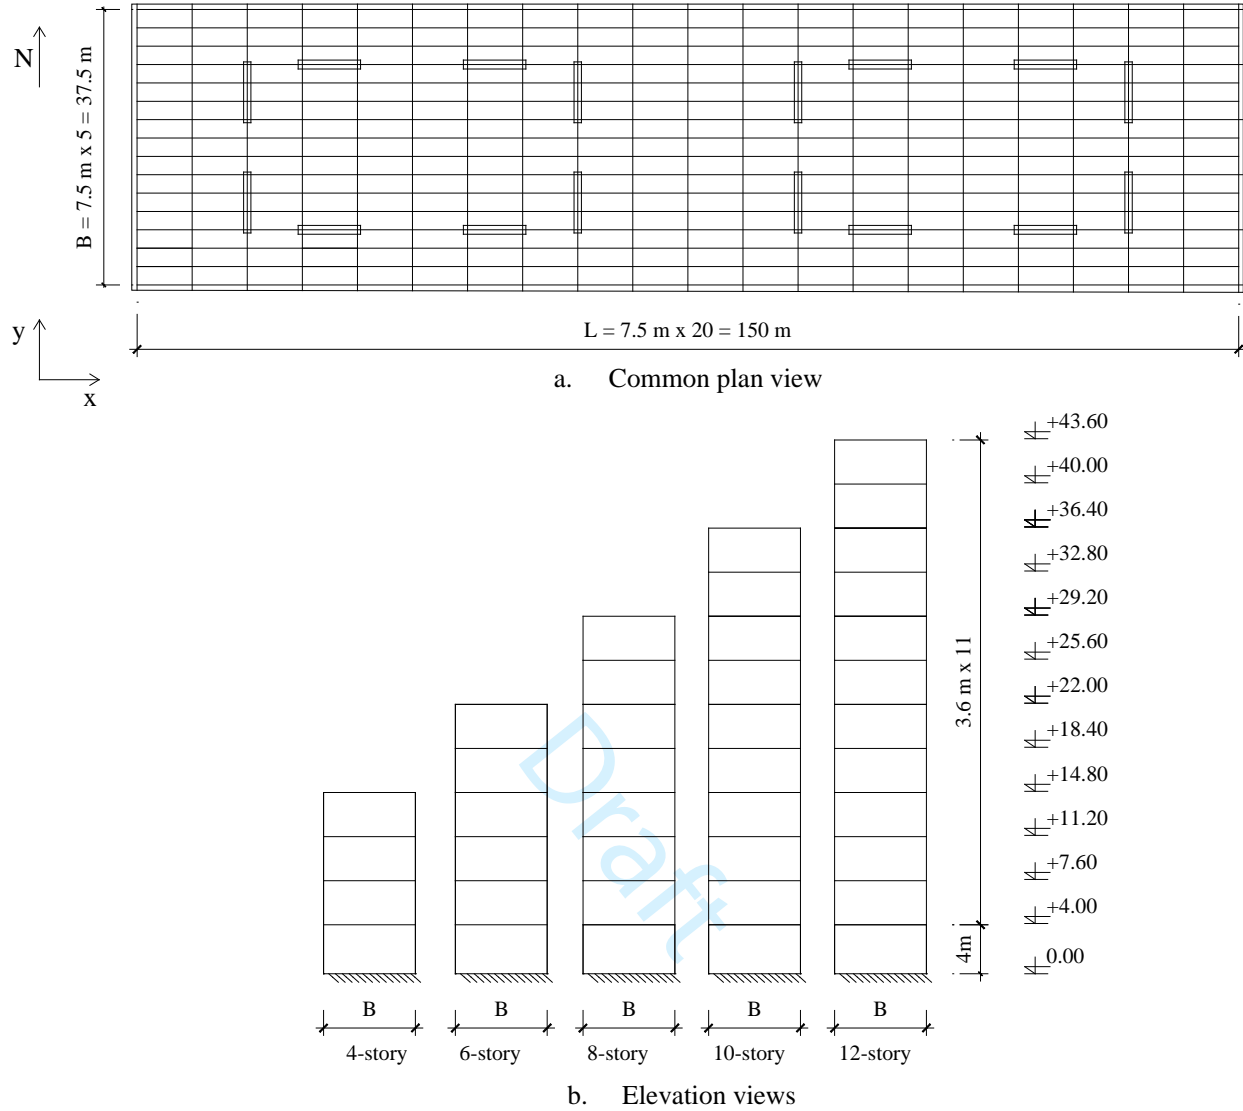 N
B = 7.5 m x 5 = 37.5 m
y
x
L = 7.5 m x 20 = 150 m
a. Common plan view
+43.60
+40.00
+36.40
+32.80
+29.20
+25.60
+22.00
+18.40
+14.80
+11.20
+7.60
+4.00
0.00
3.6 m x 11
4m
Draft
B
B
B
B
B
4-story
6-story
8-story
10-story
12-story
b. Elevation views